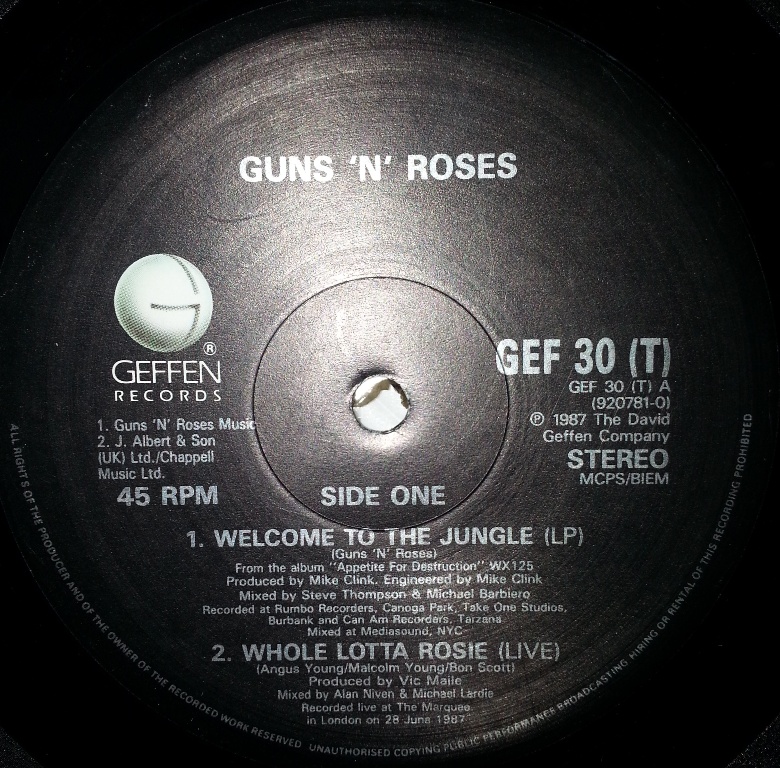 GUNS 'N' ROSES
G
®
GEFFEN
RECORDS
GEF 30 (T)
GEF 30 (T) A
(920781-0)
℗ 1987 The David
Geffen Company
STEREO
MCPS/BIEM
1. Guns 'N' Roses Music
2. J. Albert & Son
(UK) Ltd./Chappell
Music Ltd.
45 RPM
SIDE ONE
1. WELCOME TO THE JUNGLE (LP)
(Guns 'N' Roses)
From the album "Appetite For Destruction" WX125
Produced by Mike Clink. Engineered by Mike Clink
Mixed by Steve Thompson & Michael Barbiero
Recorded at Rumbo Recorders, Canoga Park, Take One Studios,
Burbank and Can Am Recorders, Tarzana
Mixed at Mediasound, NYC
2. WHOLE LOTTA ROSIE (LIVE)
(Angus Young/Malcolm Young/Bon Scott)
Produced by Vic Maile
Mixed by Alan Niven & Michael Lardie
Recorded live at The Marquee
in London on 28 June 1987
ALL RIGHTS OF THE PRODUCER AND OF THE OWNER OF THE RECORDED WORK RESERVED UNAUTHORISED COPYING PUBLIC PERFORMANCE BROADCASTING HIRING OR RENTAL OF THIS RECORDING PROHIBITED